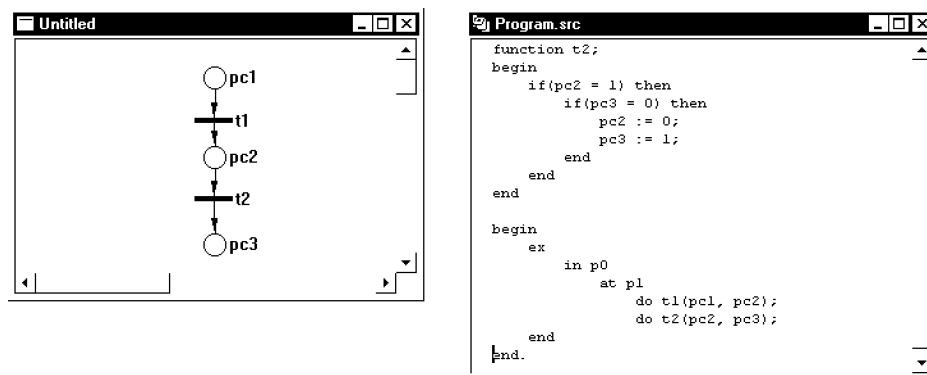 Untitled
pc1
t1
pc2
t2
pc3
Program.src
function t2;
begin
if(pc2 = 1) then
if(pc3 = 0) then
pc2 := 0;
pc3 := 1;
end
end
end
begin
ex
in p0
at p1
do t1(pc1, pc2);
do t2(pc2, pc3);
end
end.